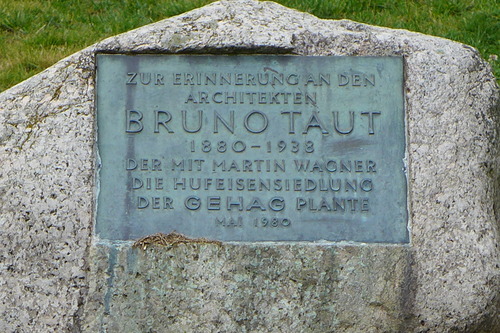 ZUR ERINNERUNG AN DEN
ARCHITEKTEN
BRUNO TAUT
1880-1938
DER MIT MARTIN WAGNER
DIE HUFEISENSIEDLUNG
DER GEHAG PLANTE
MAI 1980